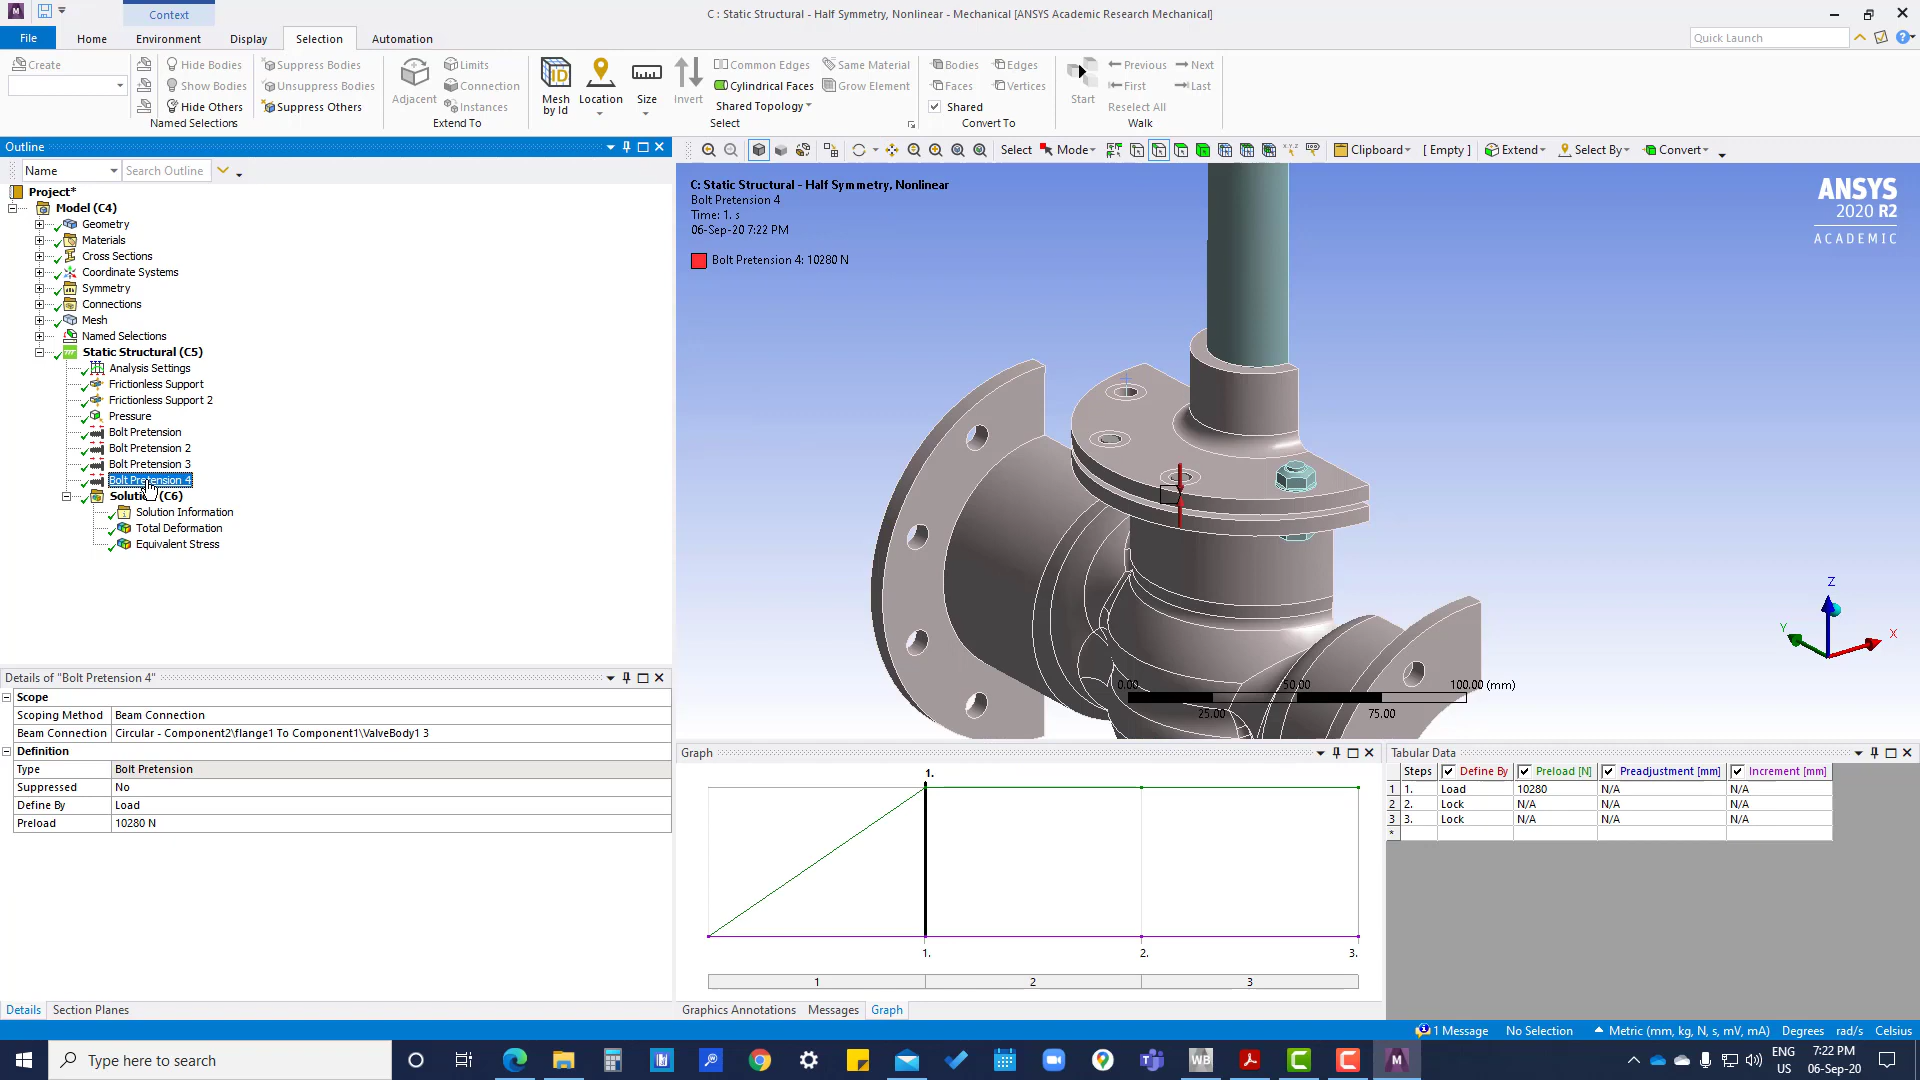 Context
C : Static Structural - Half Symmetry, Nonlinear - Mechanical [ANSYS Academic Research Mechanical]
File Home Environment Display Selection Automation
Quick Launch
Create
Hide Bodies
Show Bodies
Hide Others
Suppress Bodies
Unsuppress Bodies
Suppress Others
Named Selections
Adjacent
Limits
Connection
Instances
Extend To
Mesh by Id
Location
Size
Invert
Common Edges
Cylindrical Faces
Shared Topology
Same Material
Grow Element
Select
Bodies
Edges
Faces
Vertices
Shared
Convert To
Start
Previous
Next
First
Last
Reselect All
Walk
Outline
Name
Search Outline
Select Mode
Clipboard
[ Empty ]
Extend
Select By
Convert
Project*
Model (C4)
Geometry
Materials
Cross Sections
Coordinate Systems
Symmetry
Connections
Mesh
Named Selections
Static Structural (C5)
Analysis Settings
Frictionless Support
Frictionless Support 2
Pressure
Bolt Pretension
Bolt Pretension 2
Bolt Pretension 3
Bolt Pretension 4
Solution (C6)
Solution Information
Total Deformation
Equivalent Stress
C: Static Structural - Half Symmetry, Nonlinear
Bolt Pretension 4
Time: 1. s
06-Sep-20 7:22 PM
Bolt Pretension 4: 10280 N
ANSYS
2020 R2
ACADEMIC
Z
Y
X
0.00 50.00 100.00 (mm)
25.00 75.00
Details of "Bolt Pretension 4"
Scope
Scoping Method Beam Connection
Beam Connection Circular - Component2\flange1 To Component1\ValveBody1 3
Definition
Type Bolt Pretension
Suppressed No
Define By Load
Preload 10280 N
Graph
1.
1. 2. 3.
1 2 3
Tabular Data
Steps Define By Preload [N] Preadjustment [mm] Increment [mm]
1 1. Load 10280 N/A N/A
2 2. Lock N/A N/A N/A
3 3. Lock N/A N/A N/A
*
Details Section Planes
Graphics Annotations Messages Graph
1 Message No Selection Metric (mm, kg, N, s, mV, mA) Degrees rad/s Celsius
Type here to search
WB
M
ENG
US
7:22 PM
06-Sep-20